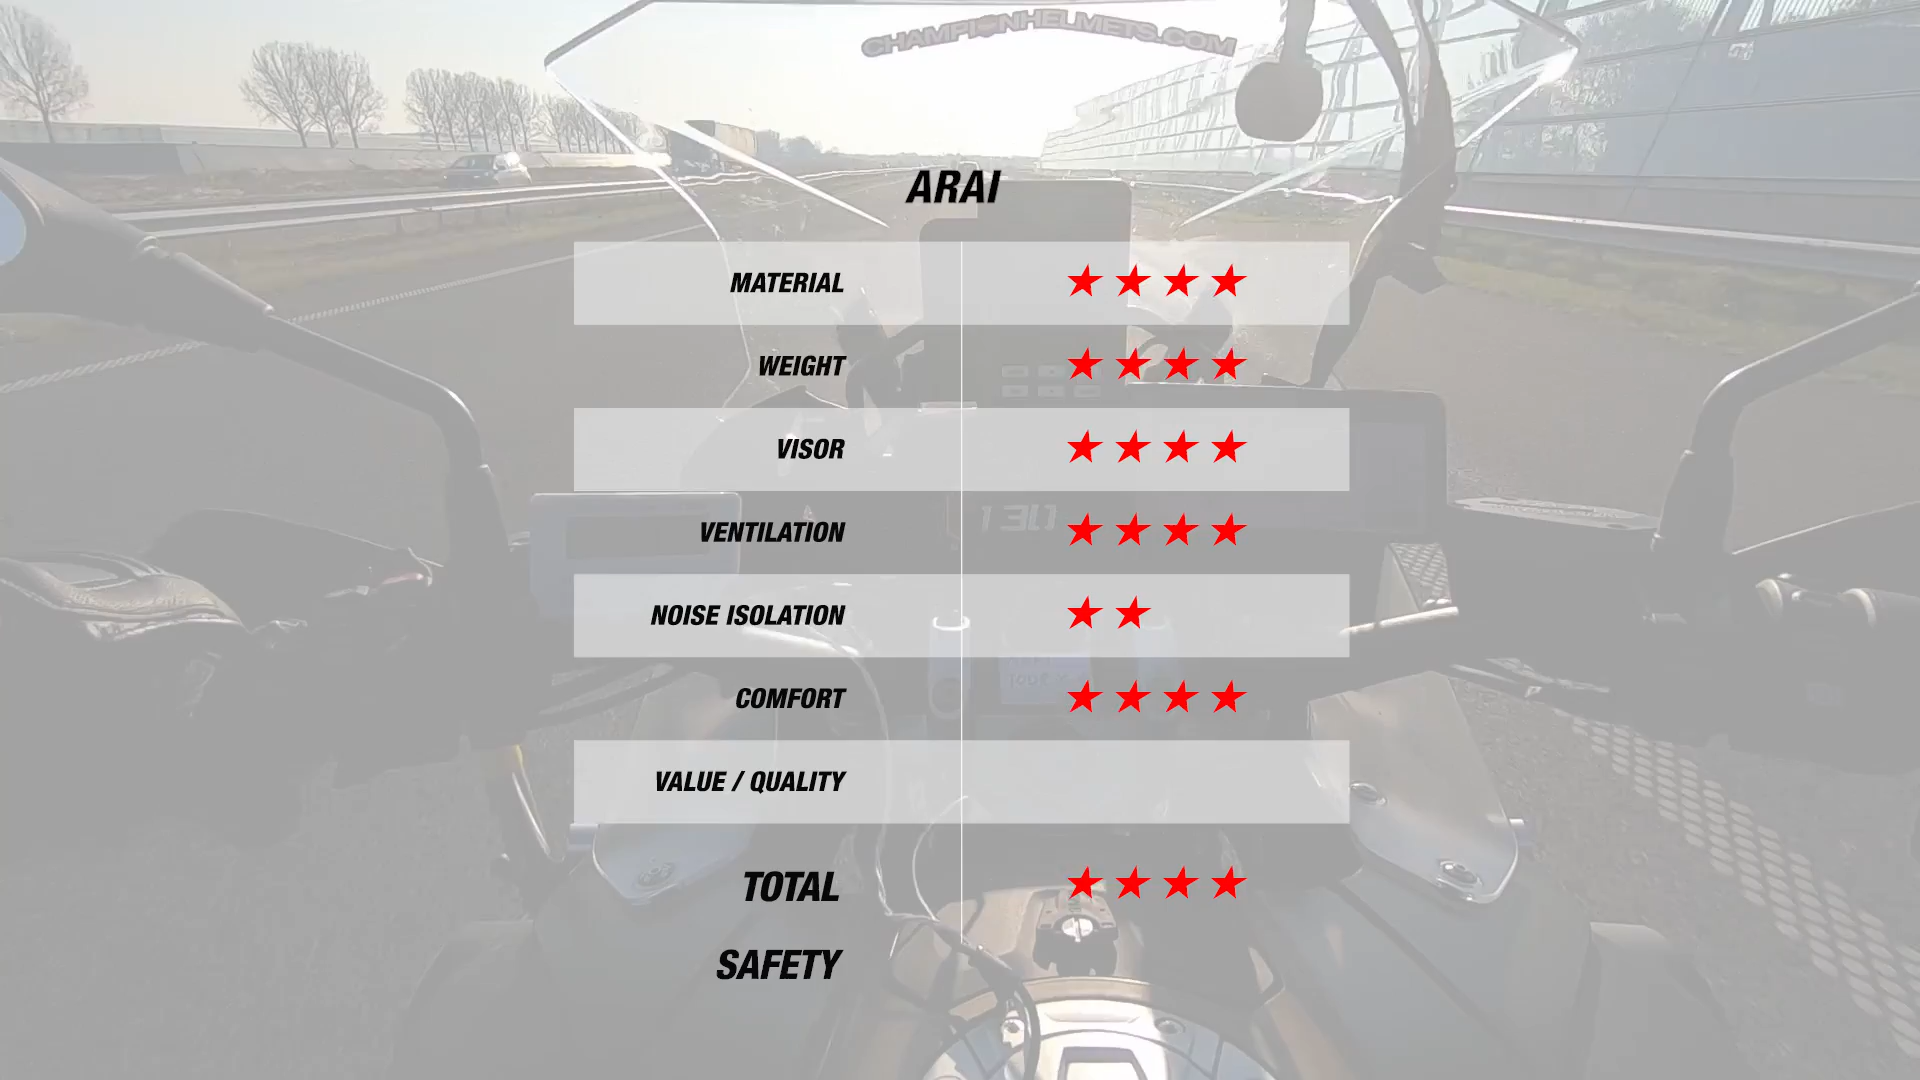 CHAMPIONHELMETS.COM
ARAI
MATERIAL ★ ★ ★ ★
WEIGHT ★ ★ ★ ★
VISOR ★ ★ ★ ★
VENTILATION ★ ★ ★ ★
NOISE ISOLATION ★ ★
COMFORT ★ ★ ★ ★
VALUE / QUALITY
TOTAL ★ ★ ★ ★
SAFETY